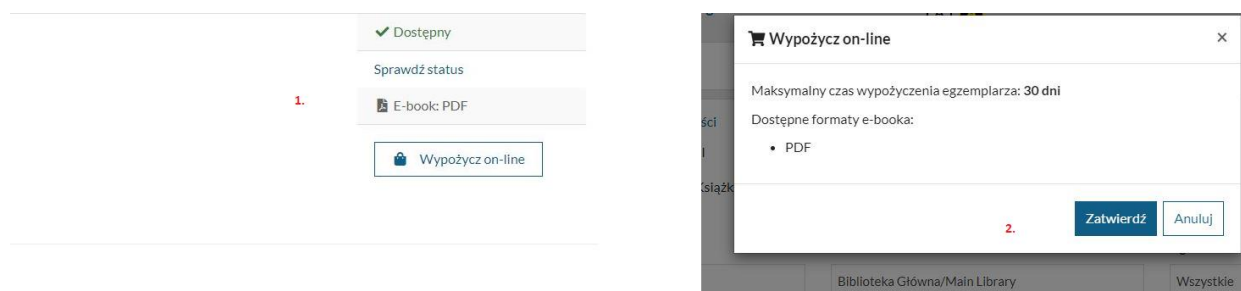 Dostępny
Sprawdź status
1.
E-book: PDF
Wypożycz on-line
Wypożycz on-line ×
Maksymalny czas wypożyczenia egzemplarza: 30 dni
Dostępne formaty e-booka:
• PDF
Zatwierdź Anuluj
2.
Biblioteka Główna/Main Library
Wszystkie